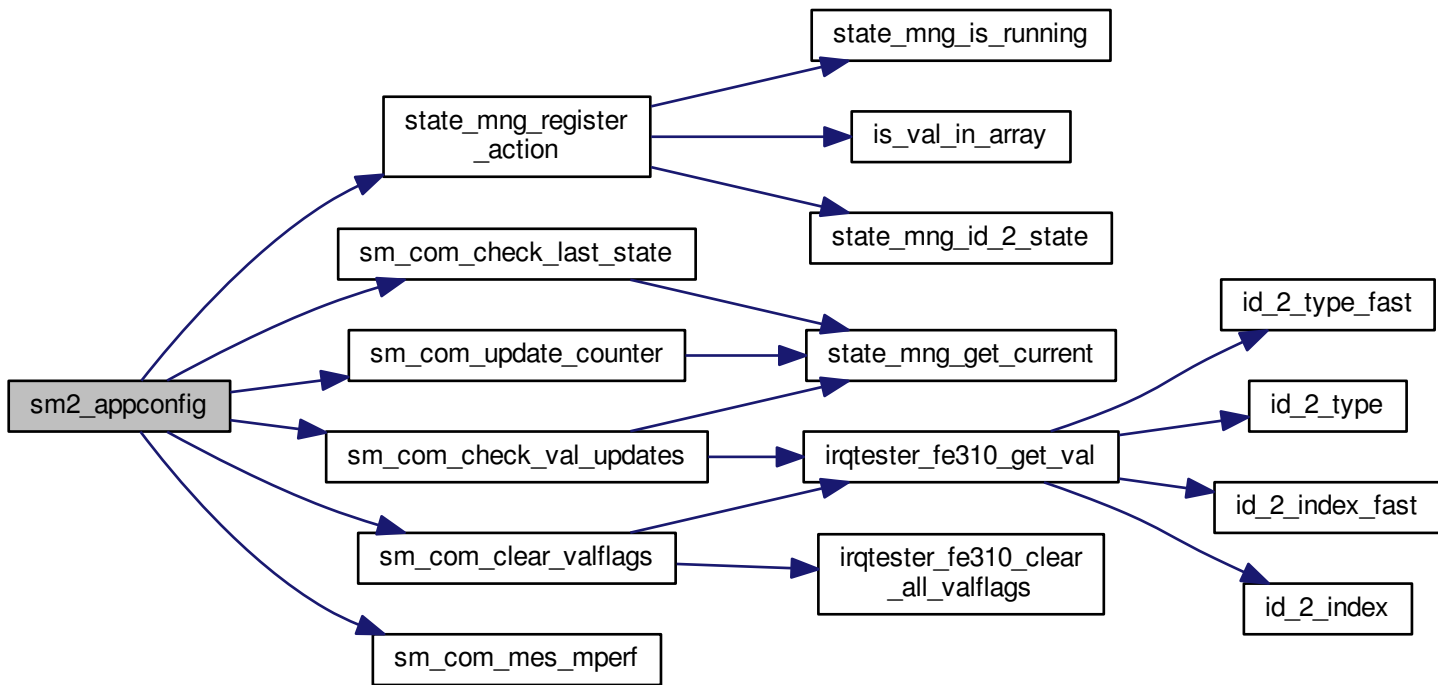 sm2_appconfig
state_mng_register
_action
sm_com_check_last_state
sm_com_update_counter
sm_com_check_val_updates
sm_com_clear_valflags
sm_com_mes_mperf
state_mng_is_running
is_val_in_array
state_mng_id_2_state
state_mng_get_current
irqtester_fe310_get_val
irqtester_fe310_clear
_all_valflags
id_2_type_fast
id_2_type
id_2_index_fast
id_2_index